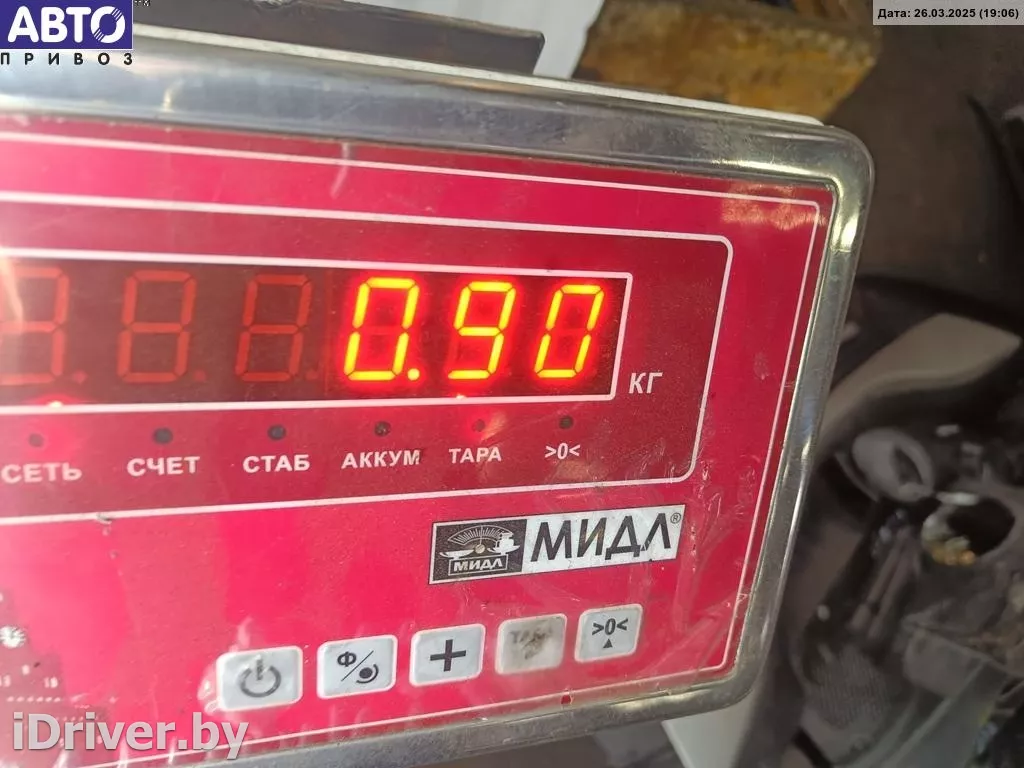 АВТО™
ПРИВОЗ
Дата: 26.03.2025 (19:06)
0.90
КГ
СЕТЬ СЧЕТ СТАБ АККУМ ТАРА >0<
МИДЛ МИДЛ®
Ф >0<
iDriver.by